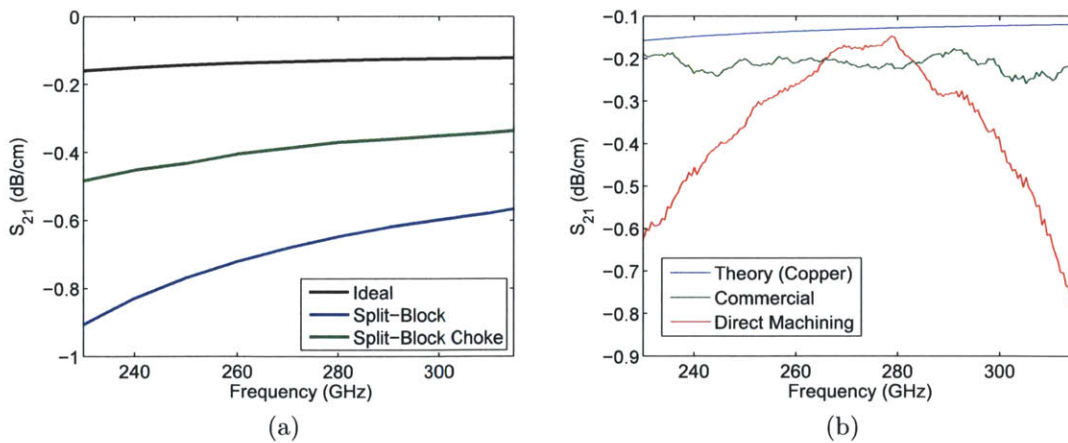 0
−0.2
−0.4
−0.6
−0.8
−1
S21 (dB/cm)
240
260
280
300
Frequency (GHz)
Ideal
Split−Block
Split−Block Choke
(a)
−0.1
−0.2
−0.3
−0.4
−0.5
−0.6
−0.7
−0.8
−0.9
S21 (dB/cm)
240
260
280
300
Frequency (GHz)
Theory (Copper)
Commercial
Direct Machining
(b)